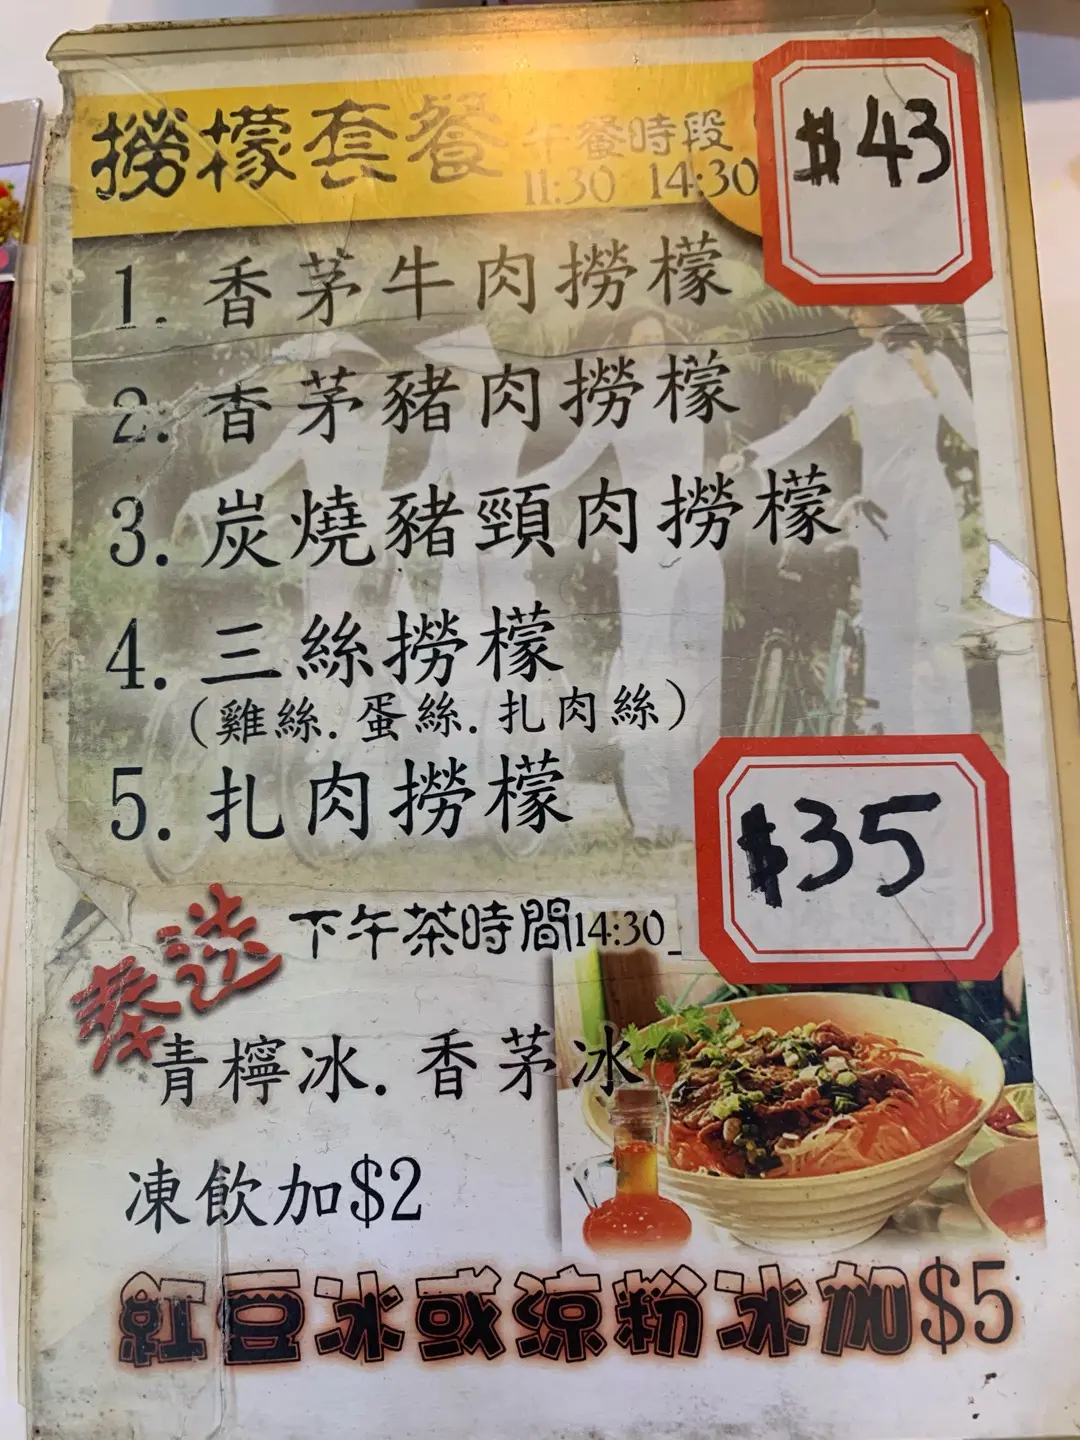 撈檬套餐 午餐時段
11:30_14:30
$43
1. 香茅牛肉撈檬
2. 香茅豬肉撈檬
3. 炭燒豬頸肉撈檬
4. 三絲撈檬
(雞絲.蛋絲.扎肉絲)
5. 扎肉撈檬
$35
下午茶時間14:30_
青檸冰.香茅冰
凍飲加$2
紅豆冰或涼粉冰加$5